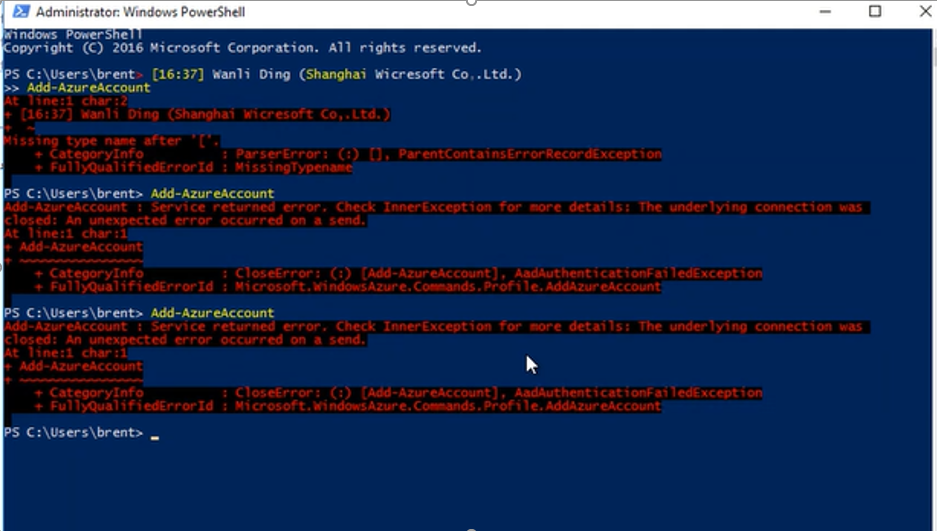 Administrator: Windows PowerShell
Windows PowerShell
Copyright (C) 2016 Microsoft Corporation. All rights reserved.
PS C:\Users\brent> [16:37] Wanli Ding (Shanghai Wicresoft Co,.Ltd.)
>> Add-AzureAccount
At line:1 char:2
+ [16:37] Wanli Ding (Shanghai Wicresoft Co,.Ltd.)
+  ~
Missing type name after '['.
    + CategoryInfo          : ParserError: (:) [], ParentContainsErrorRecordException
    + FullyQualifiedErrorId : MissingTypename
PS C:\Users\brent> Add-AzureAccount
Add-AzureAccount : Service returned error. Check InnerException for more details: The underlying connection was
closed: An unexpected error occurred on a send.
At line:1 char:1
+ Add-AzureAccount
+ ~~~~~~~~~~~~~~~~
    + CategoryInfo          : CloseError: (:) [Add-AzureAccount], AadAuthenticationFailedException
    + FullyQualifiedErrorId : Microsoft.WindowsAzure.Commands.Profile.AddAzureAccount
PS C:\Users\brent> Add-AzureAccount
Add-AzureAccount : Service returned error. Check InnerException for more details: The underlying connection was
closed: An unexpected error occurred on a send.
At line:1 char:1
+ Add-AzureAccount
+ ~~~~~~~~~~~~~~~~
    + CategoryInfo          : CloseError: (:) [Add-AzureAccount], AadAuthenticationFailedException
    + FullyQualifiedErrorId : Microsoft.WindowsAzure.Commands.Profile.AddAzureAccount
PS C:\Users\brent> _